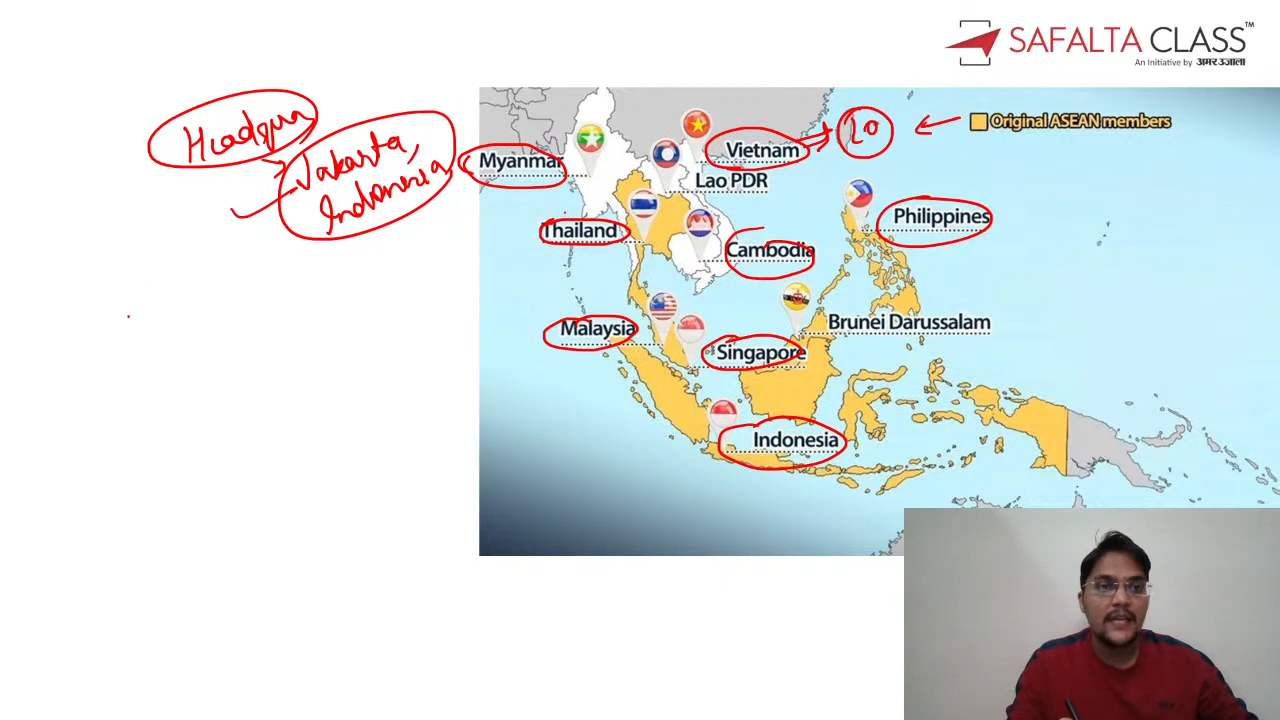 SAFALTA CLASS™
An Initiative by अमर उजाला
Headqua
Jakarta,
Indonesia
10
Original ASEAN members
Vietnam
Myanmar
Lao PDR
Philippines
Thailand
Cambodia
Brunei Darussalam
Malaysia
Singapore
Indonesia